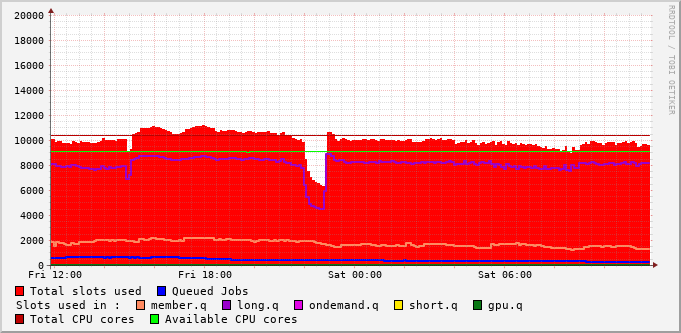 20000
18000
16000
14000
12000
10000
8000
6000
4000
2000
0
Fri 12:00 Fri 18:00 Sat 00:00 Sat 06:00
Total slots used Queued Jobs
Slots used in : member.q long.q ondemand.q short.q gpu.q
Total CPU cores Available CPU cores
RRDTOOL / TOBI OETIKER